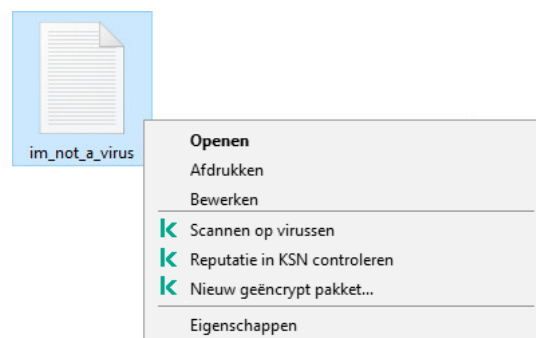 im_not_a_virus
Openen
Afdrukken
Bewerken
Scannen op virussen
Reputatie in KSN controleren
Nieuw geëncrypt pakket...
Eigenschappen